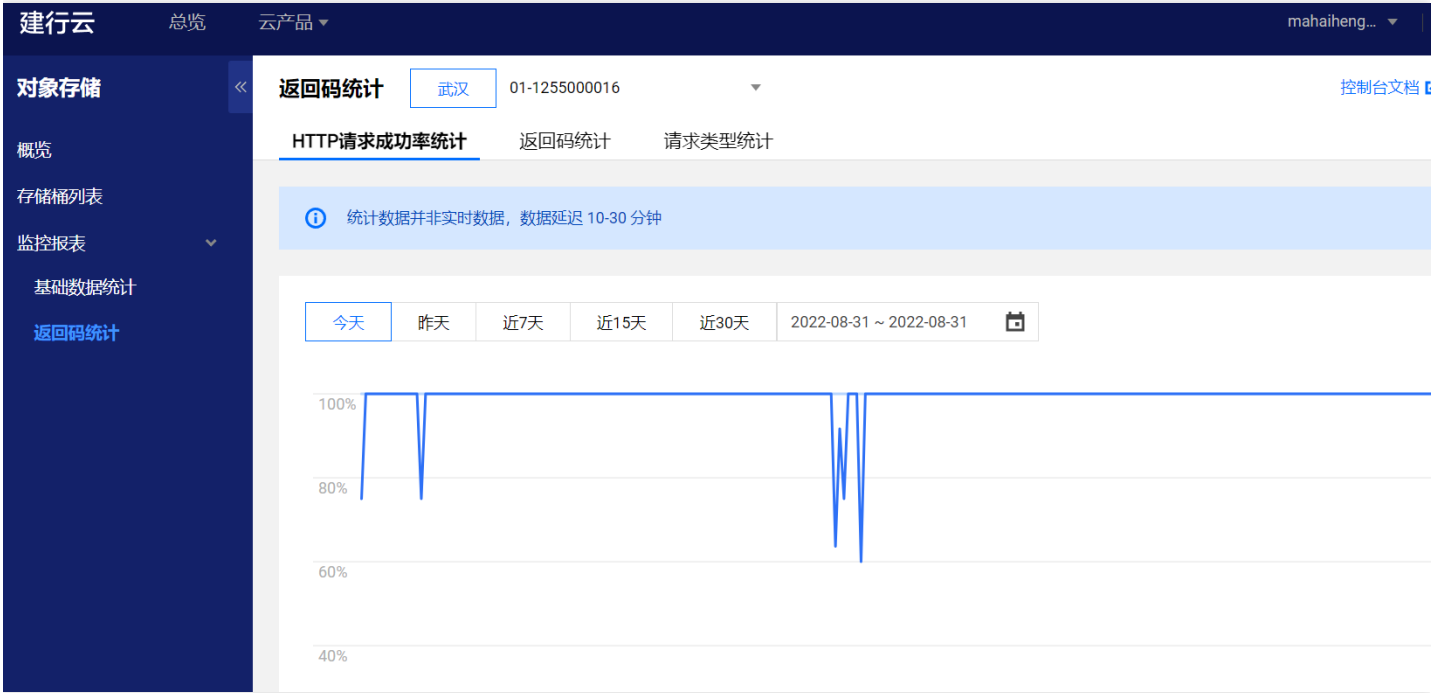 建行云 总览 云产品 mahaiheng...
对象存储 « 返回码统计 武汉 01-1255000016 控制台文档
HTTP请求成功率统计 返回码统计 请求类型统计
概览
存储桶列表
统计数据并非实时数据，数据延迟 10-30 分钟
监控报表
基础数据统计
返回码统计
今天 昨天 近7天 近15天 近30天 2022-08-31 ~ 2022-08-31
100%
80%
60%
40%